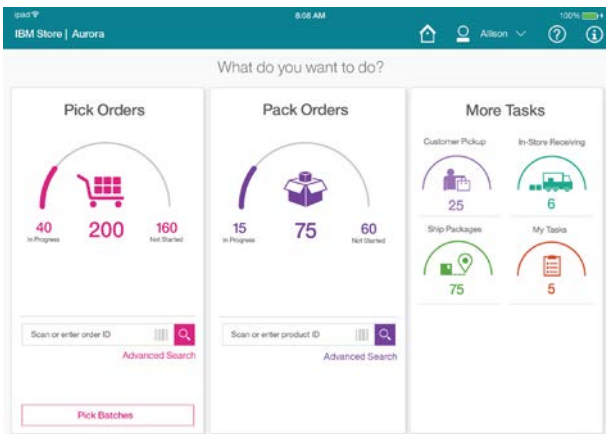 ipad
8:08 AM
100%
IBM Store | Aurora
Allison
?
i
What do you want to do?
Pick Orders
40
In Progress
200
160
Not Started
Scan or enter order ID
Advanced Search
Pick Batches
Pack Orders
15
In Progress
75
60
Not Started
Scan or enter product ID
Advanced Search
More Tasks
Customer Pickup
In-Store Receiving
25
6
Ship Packages
My Tasks
75
5